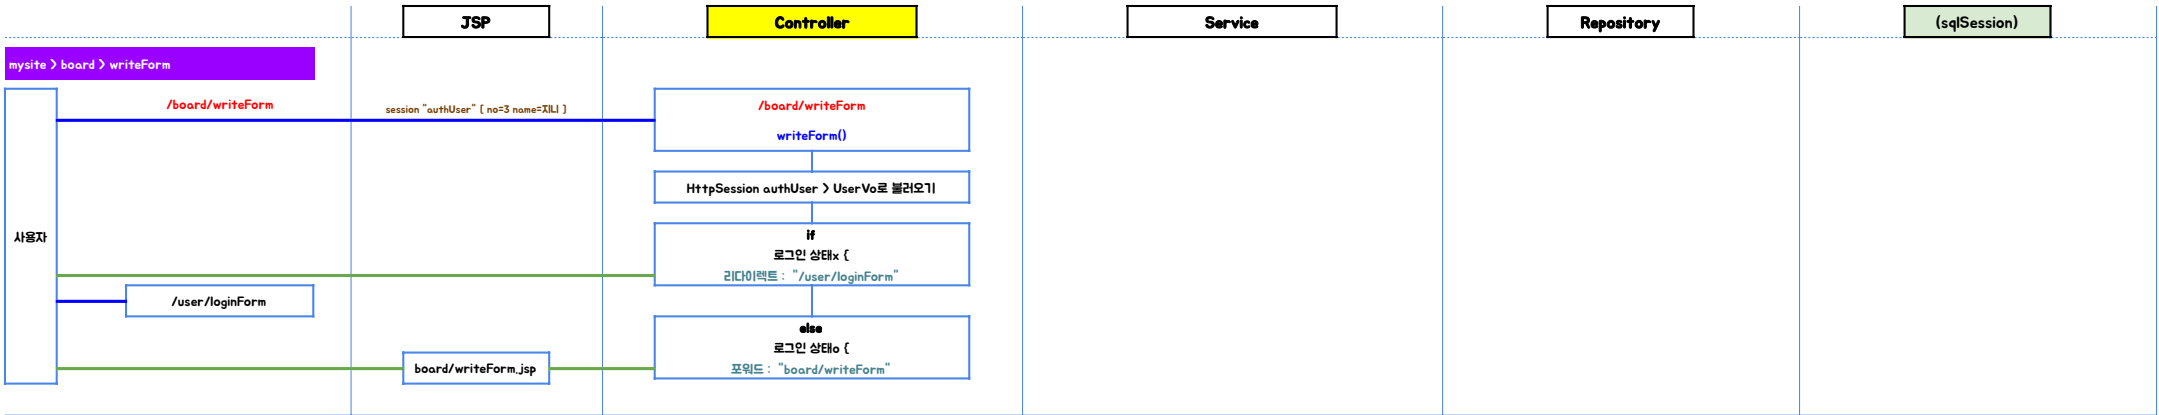 JSP
Controller
Service
Repository
(sqlSession)
mysite > board > writeForm
사용자
/board/writeForm
session "authUser" [ no=3 name=지니 ]
/board/writeForm
writeForm()
HttpSession authUser > UserVo로 불러오기
if
로그인 상태x {
리다이렉트 : "/user/loginForm"
/user/loginForm
else
로그인 상태o {
포워드 : "board/writeForm"
board/writeForm.jsp